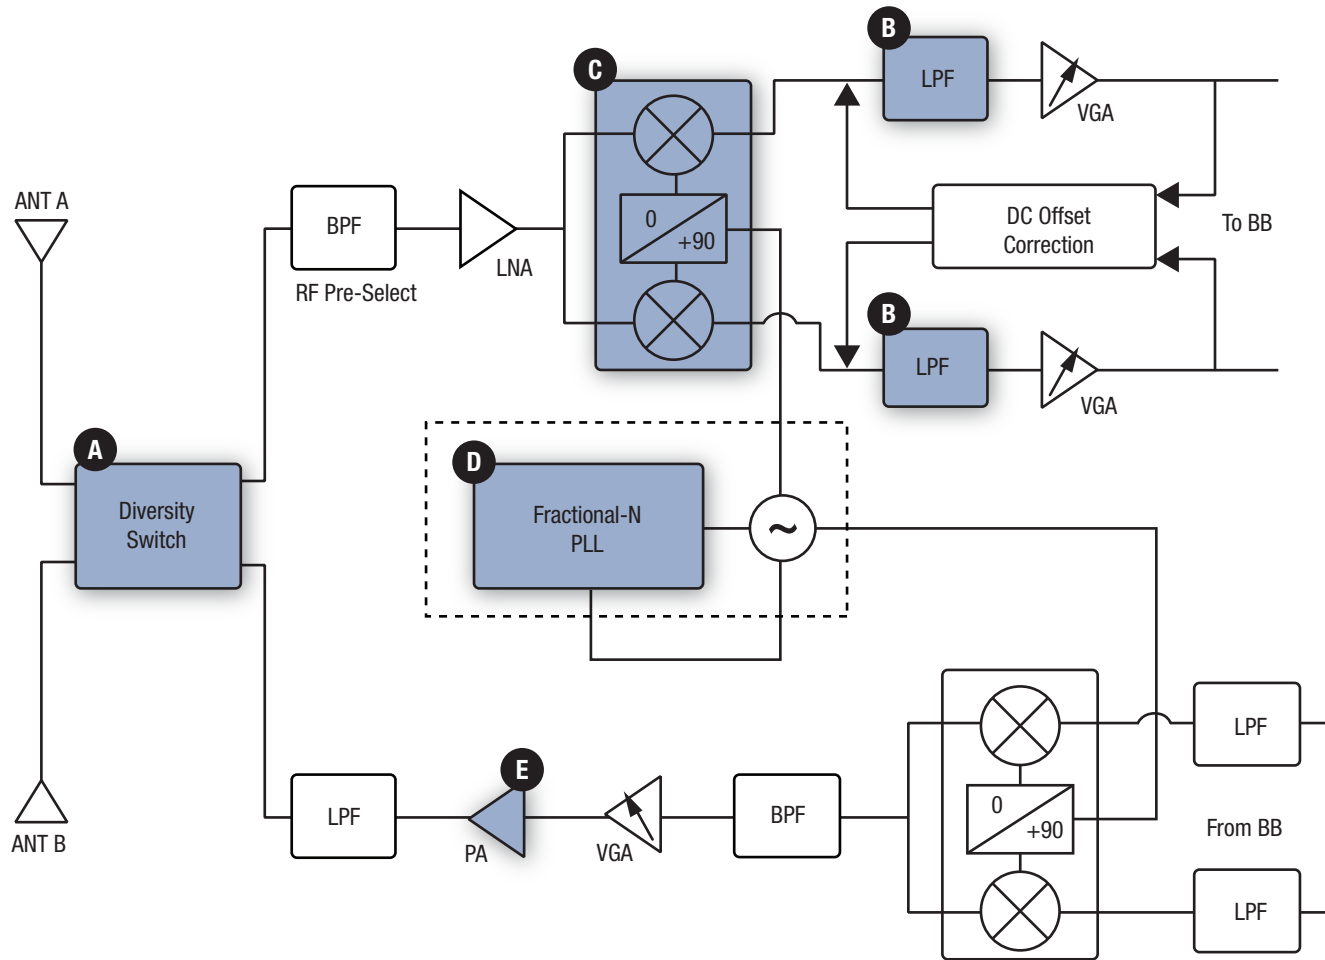 B
LPF
VGA
C
ANT A
BPF
RF Pre-Select
LNA
0
+90
DC Offset
Correction
To BB
B
LPF
VGA
A
Diversity
Switch
D
Fractional-N
PLL
~
LPF
E
PA
VGA
BPF
0
+90
LPF
From BB
LPF
ANT B